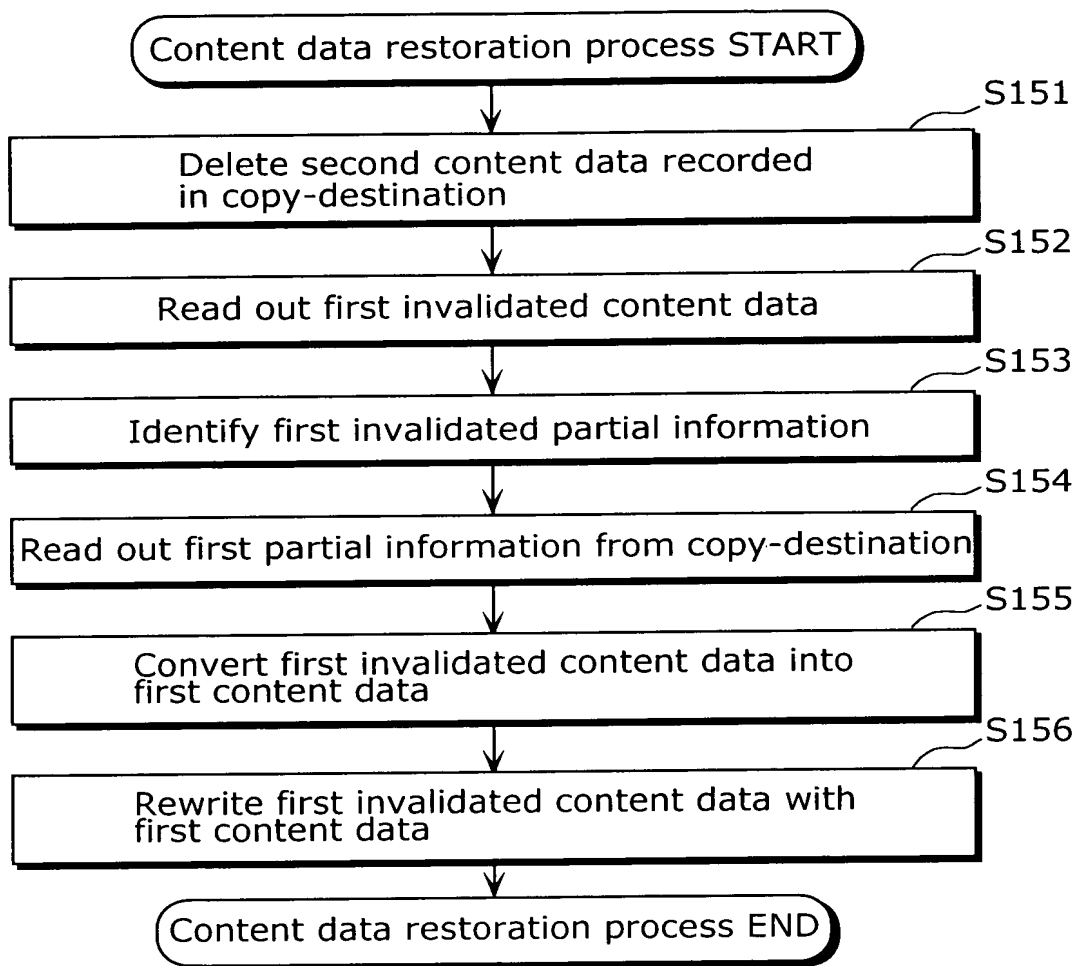 Content data restoration process START
S151
Delete second content data recorded
in copy-destination
S152
Read out first invalidated content data
S153
Identify first invalidated partial information
S154
Read out first partial information from copy-destination
S155
Convert first invalidated content data into
first content data
S156
Rewrite first invalidated content data with
first content data
Content data restoration process END